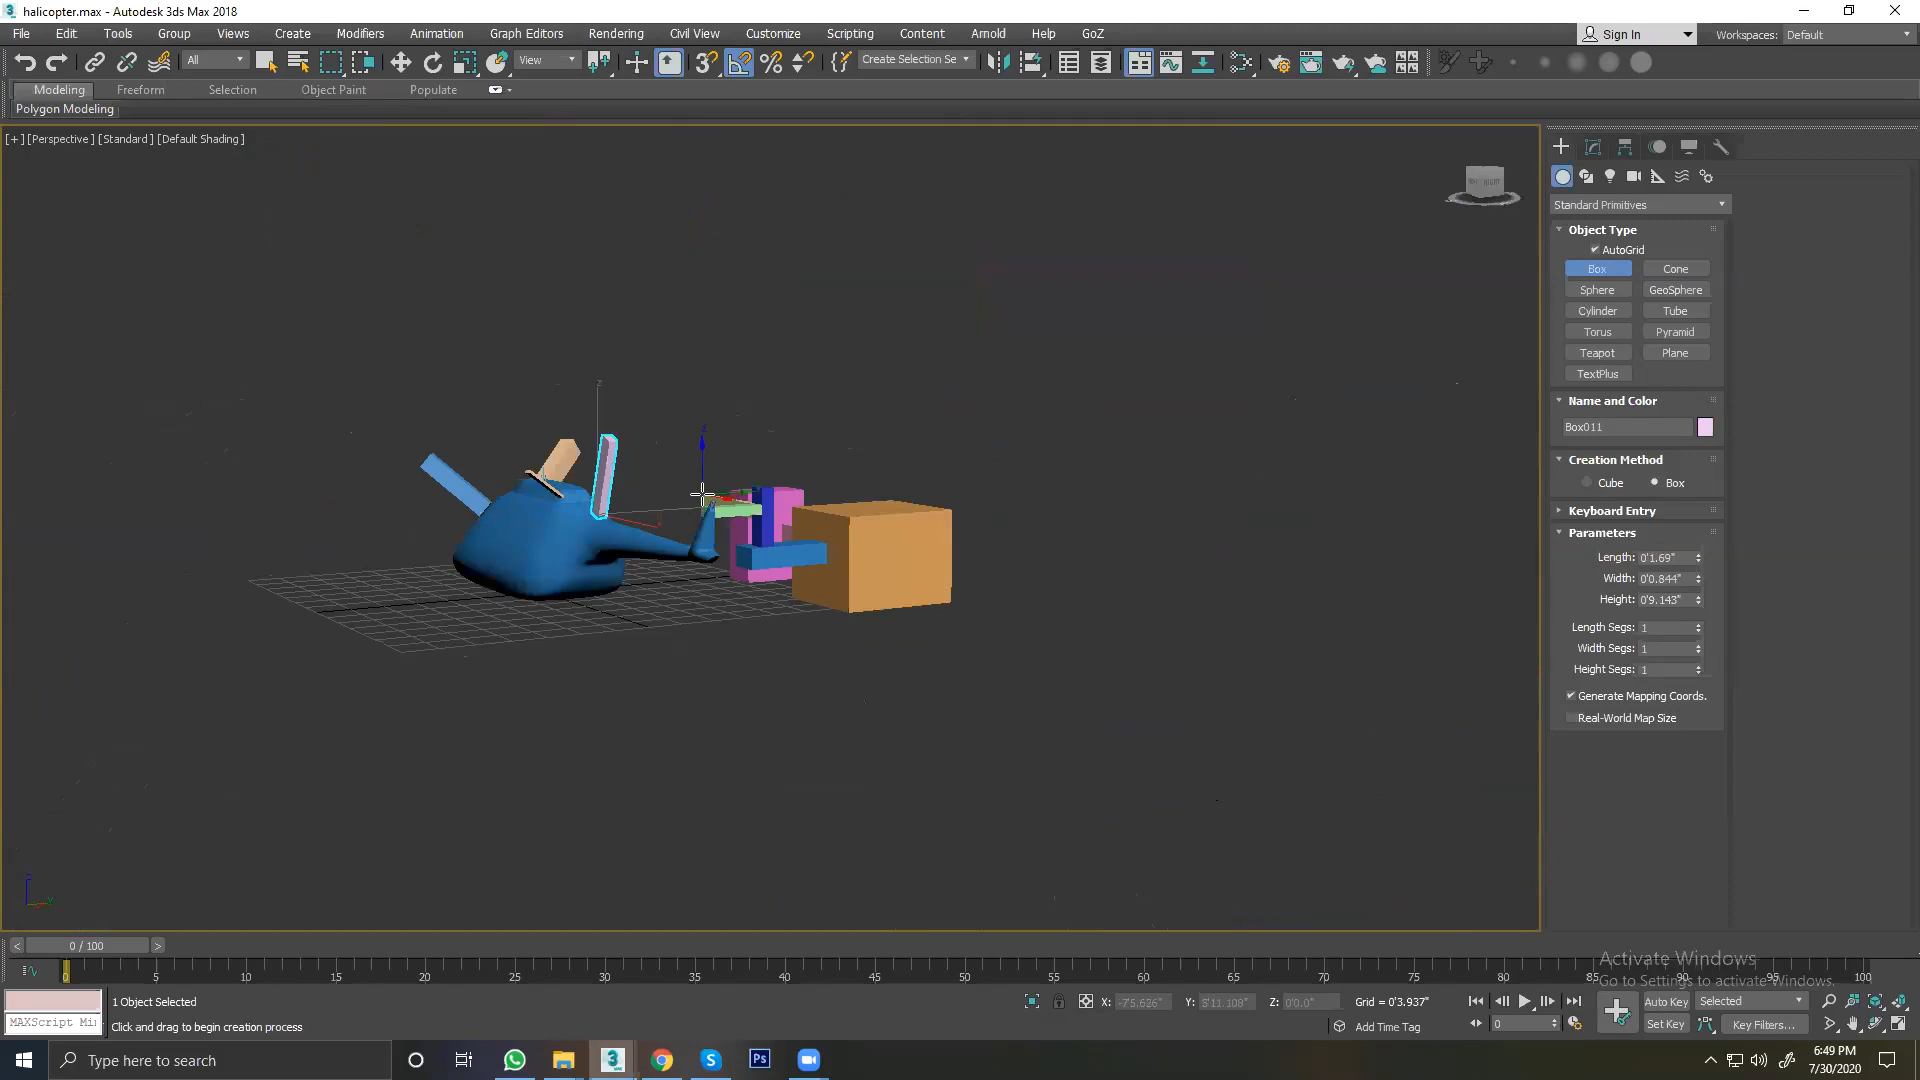 halicopter.max - Autodesk 3ds Max 2018
File Edit Tools Group Views Create Modifiers Animation Graph Editors Rendering Civil View Customize Scripting Content Arnold Help GoZ
Sign In
Workspaces: Default
All
View
Create Selection Se
Modeling Freeform Selection Object Paint Populate
Polygon Modeling
[+] [Perspective] [Standard] [Default Shading]
Standard Primitives
Object Type
AutoGrid
Box Cone
Sphere GeoSphere
Cylinder Tube
Torus Pyramid
Teapot Plane
TextPlus
Name and Color
Box011
Creation Method
Cube Box
Keyboard Entry
Parameters
Length: 0'1.69"
Width: 0'0.844"
Height: 0'9.143"
Length Segs: 1
Width Segs: 1
Height Segs: 1
Generate Mapping Coords.
Real-World Map Size
0 / 100
0 5 10 15 20 25 30 35 40 45 50 55 60 65 70 75 80 85 90 95 100
Activate Windows
Go to Settings to activate Windows.
1 Object Selected
X: -75.626" Y: 5'11.108" Z: 0'0.0" Grid = 0'3.937"
Auto Key Selected
MAXScript Mi
Click and drag to begin creation process
Add Time Tag
0
Set Key Key Filters...
Type here to search
6:49 PM
7/30/2020